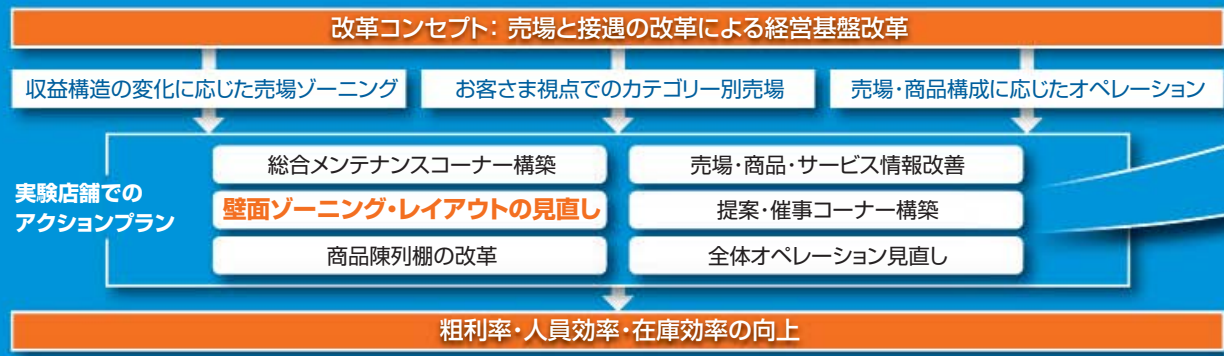 改革コンセプト：売場と接遇の改革による経営基盤改革
収益構造の変化に応じた売場ゾーニング
お客さま視点でのカテゴリー別売場
売場・商品構成に応じたオペレーション
実験店舗での
アクションプラン
総合メンテナンスコーナー構築
売場・商品・サービス情報改善
壁面ゾーニング・レイアウトの見直し
提案・催事コーナー構築
商品陳列棚の改革
全体オペレーション見直し
粗利率・人員効率・在庫効率の向上